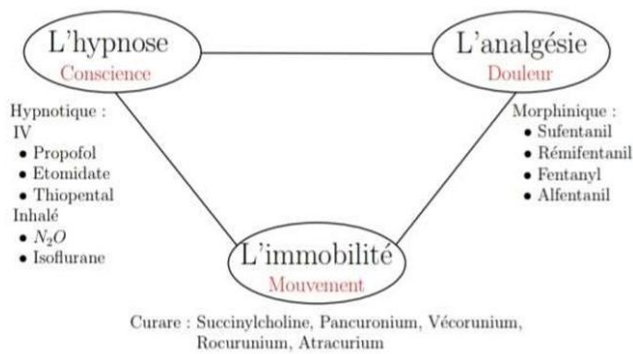 L'hypnose
Conscience
L'analgésie
Douleur
Hypnotique :
IV
• Propofol
• Etomidate
• Thiopental
Inhalé
• N₂O
• Isoflurane
Morphinique :
• Sufentanil
• Rémifentanil
• Fentanyl
• Alfentanil
L'immobilité
Mouvement
Curare : Succinylcholine, Pancuronium, Vécorunium,
Rocurunium, Atracurium